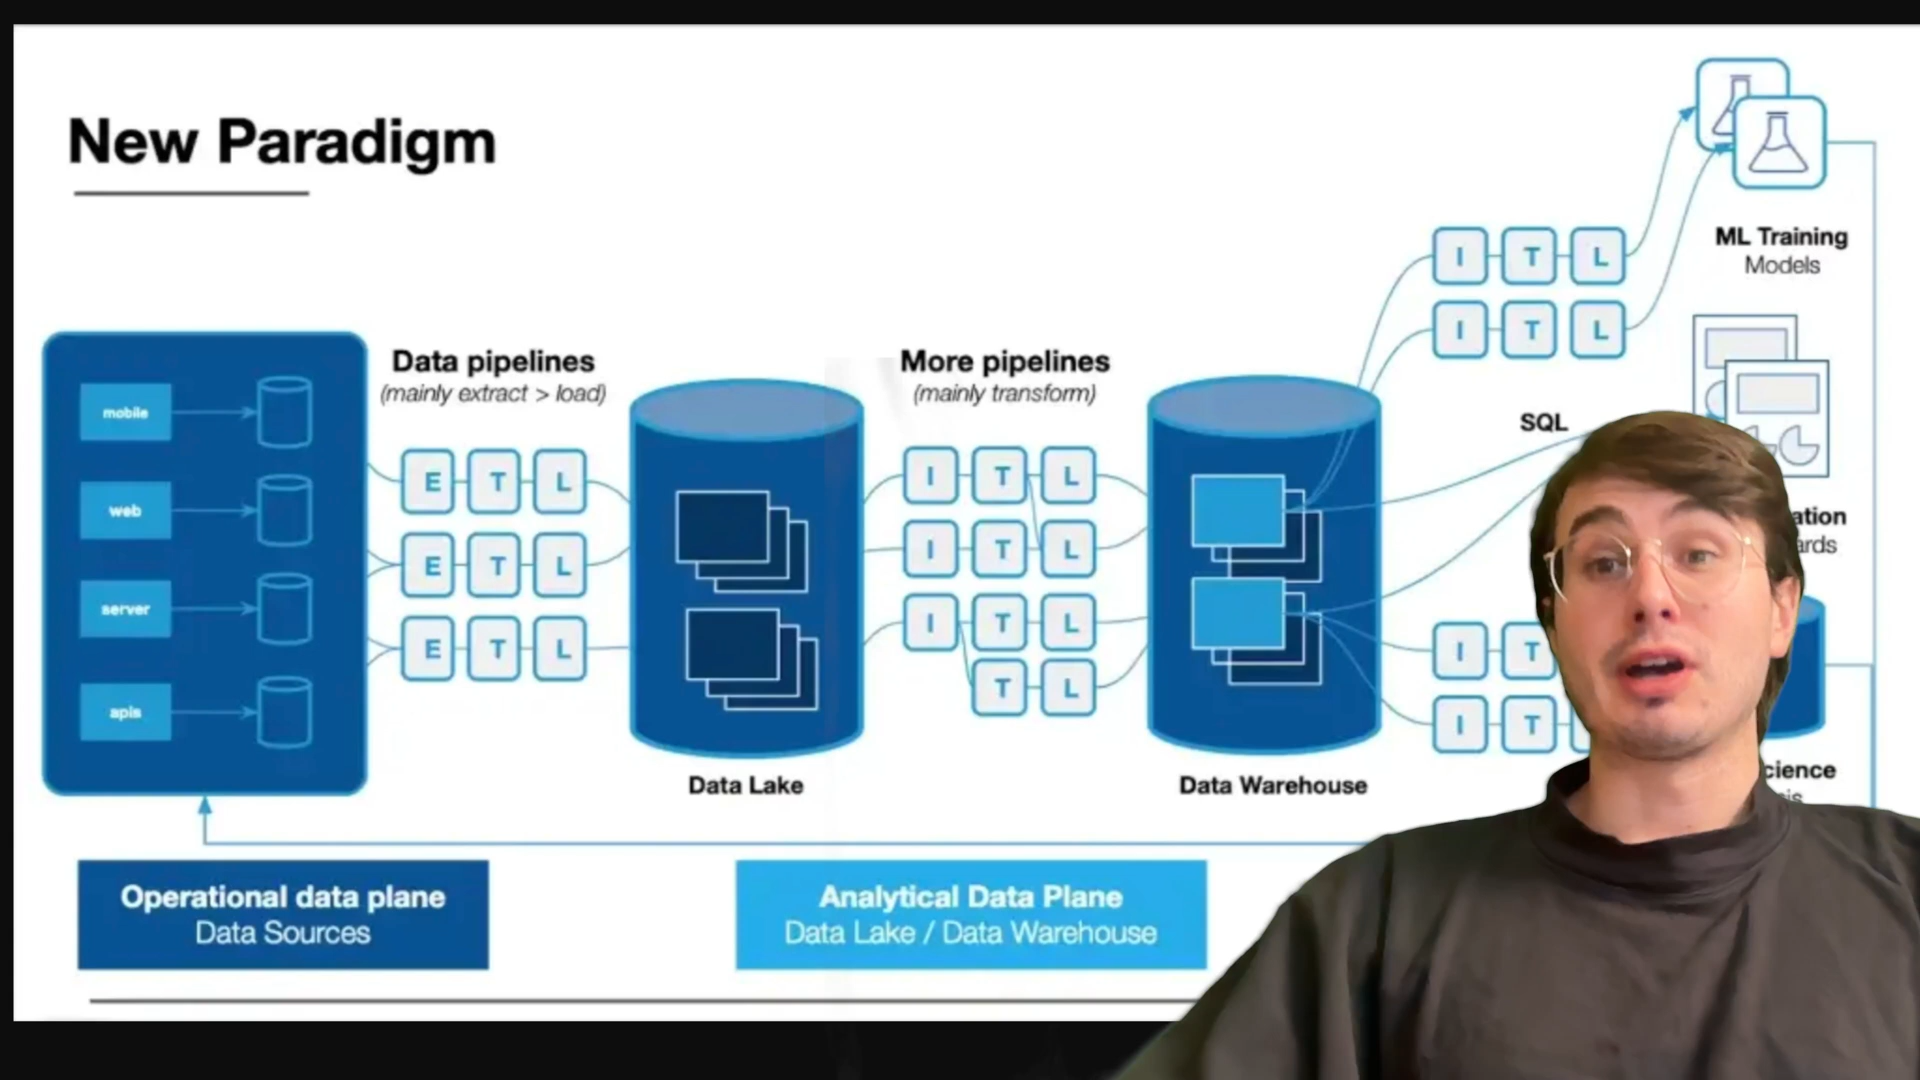 New Paradigm
mobile
web
server
apis
Data pipelines
(mainly extract > load)
E T L
E T L
E T L
Data Lake
More pipelines
(mainly transform)
I T L
I T L
I T L
T L
Data Warehouse
I T L
I T L
SQL
I T
I T
ML Training
Models
Operational data plane
Data Sources
Analytical Data Plane
Data Lake / Data Warehouse